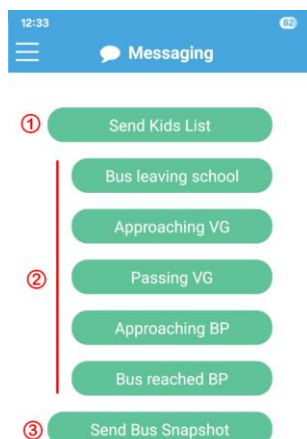 12:33 82
Messaging
① Send Kids List
Bus leaving school
Approaching VG
② Passing VG
Approaching BP
Bus reached BP
③ Send Bus Snapshot